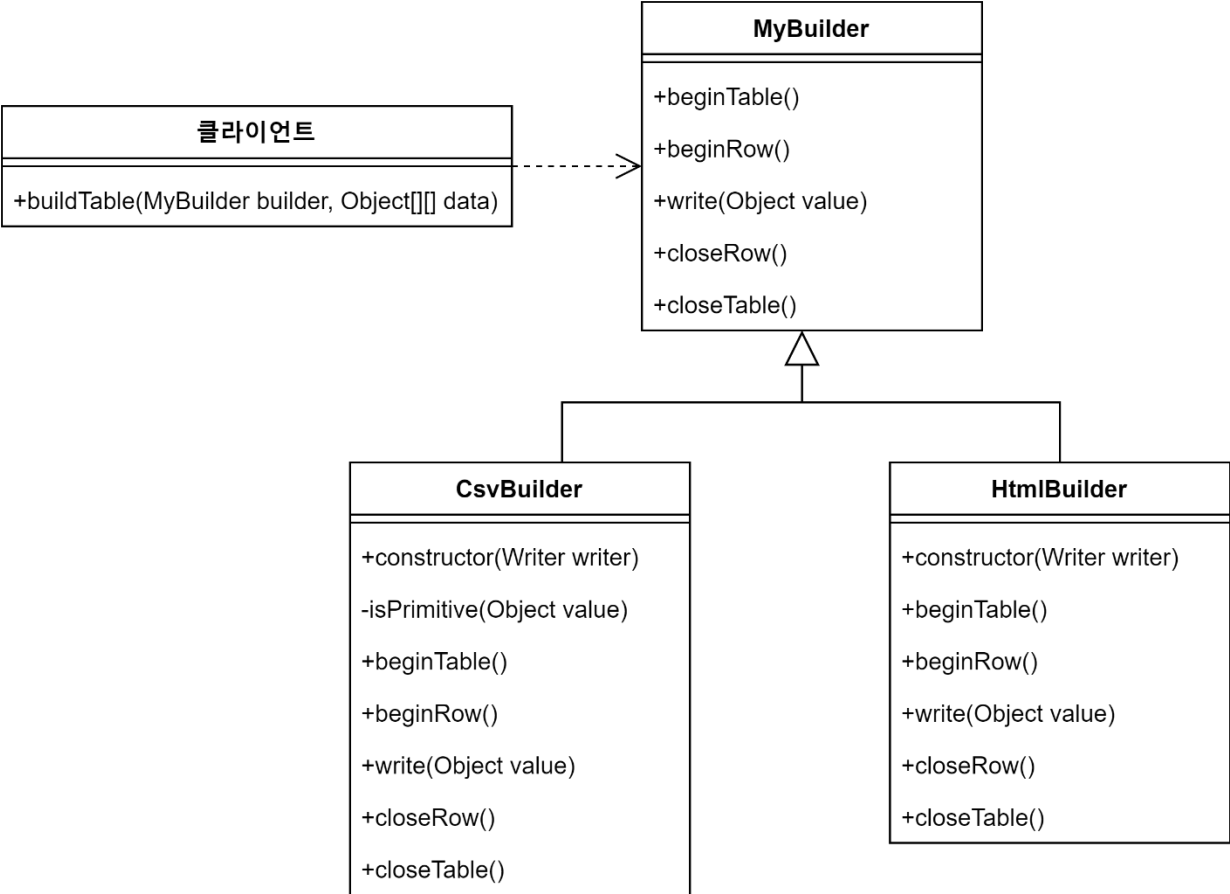 MyBuilder
+beginTable()
+beginRow()
+write(Object value)
+closeRow()
+closeTable()
클라이언트
+buildTable(MyBuilder builder, Object[][] data)
CsvBuilder
+constructor(Writer writer)
-isPrimitive(Object value)
+beginTable()
+beginRow()
+write(Object value)
+closeRow()
+closeTable()
HtmlBuilder
+constructor(Writer writer)
+beginTable()
+beginRow()
+write(Object value)
+closeRow()
+closeTable()